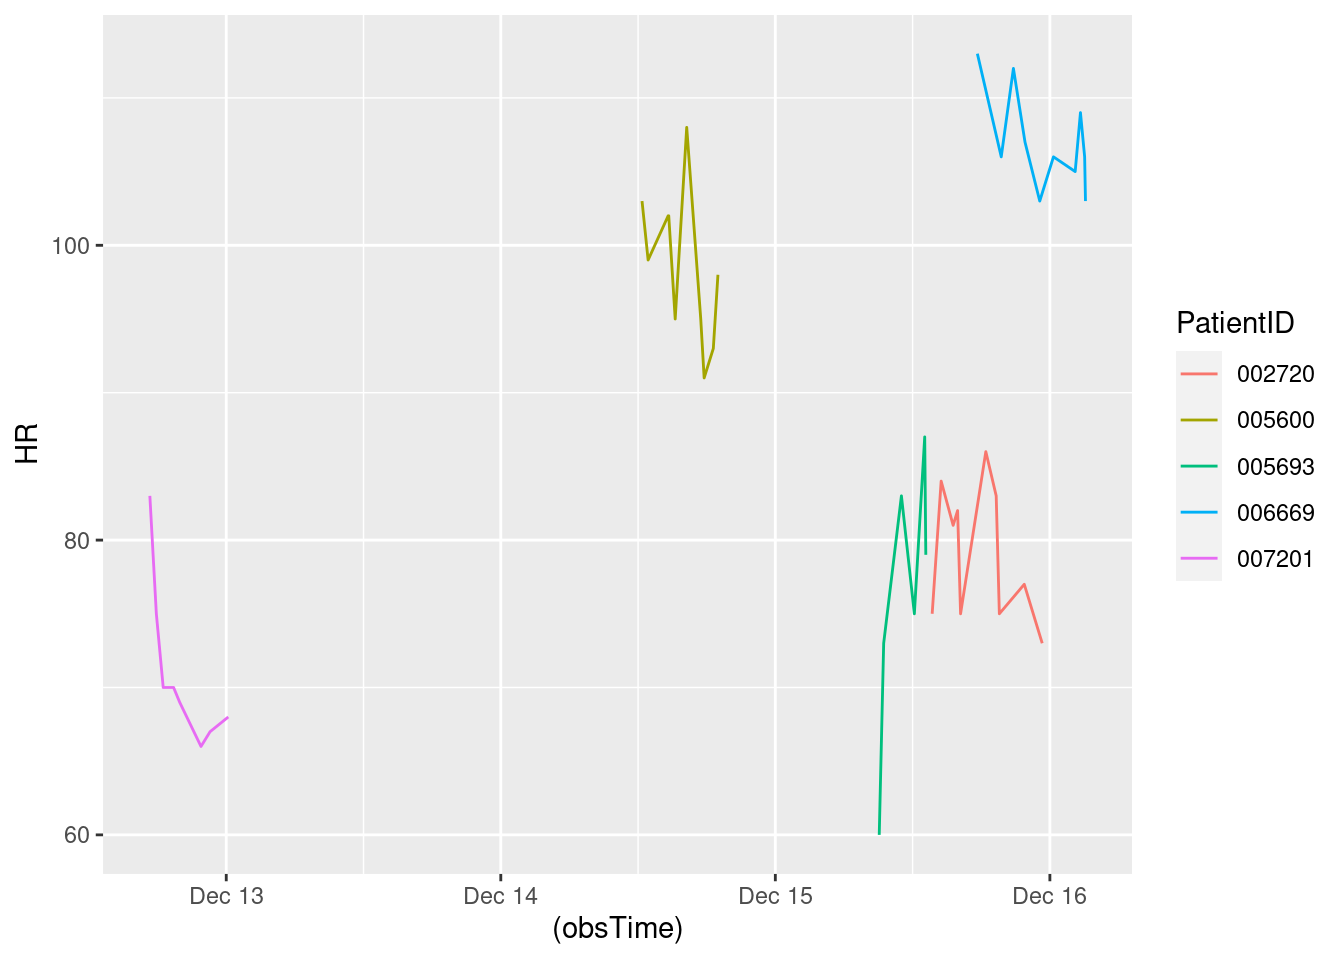 HR
100
80
60
Dec 13
Dec 14
Dec 15
Dec 16
(obsTime)
PatientID
002720
005600
005693
006669
007201